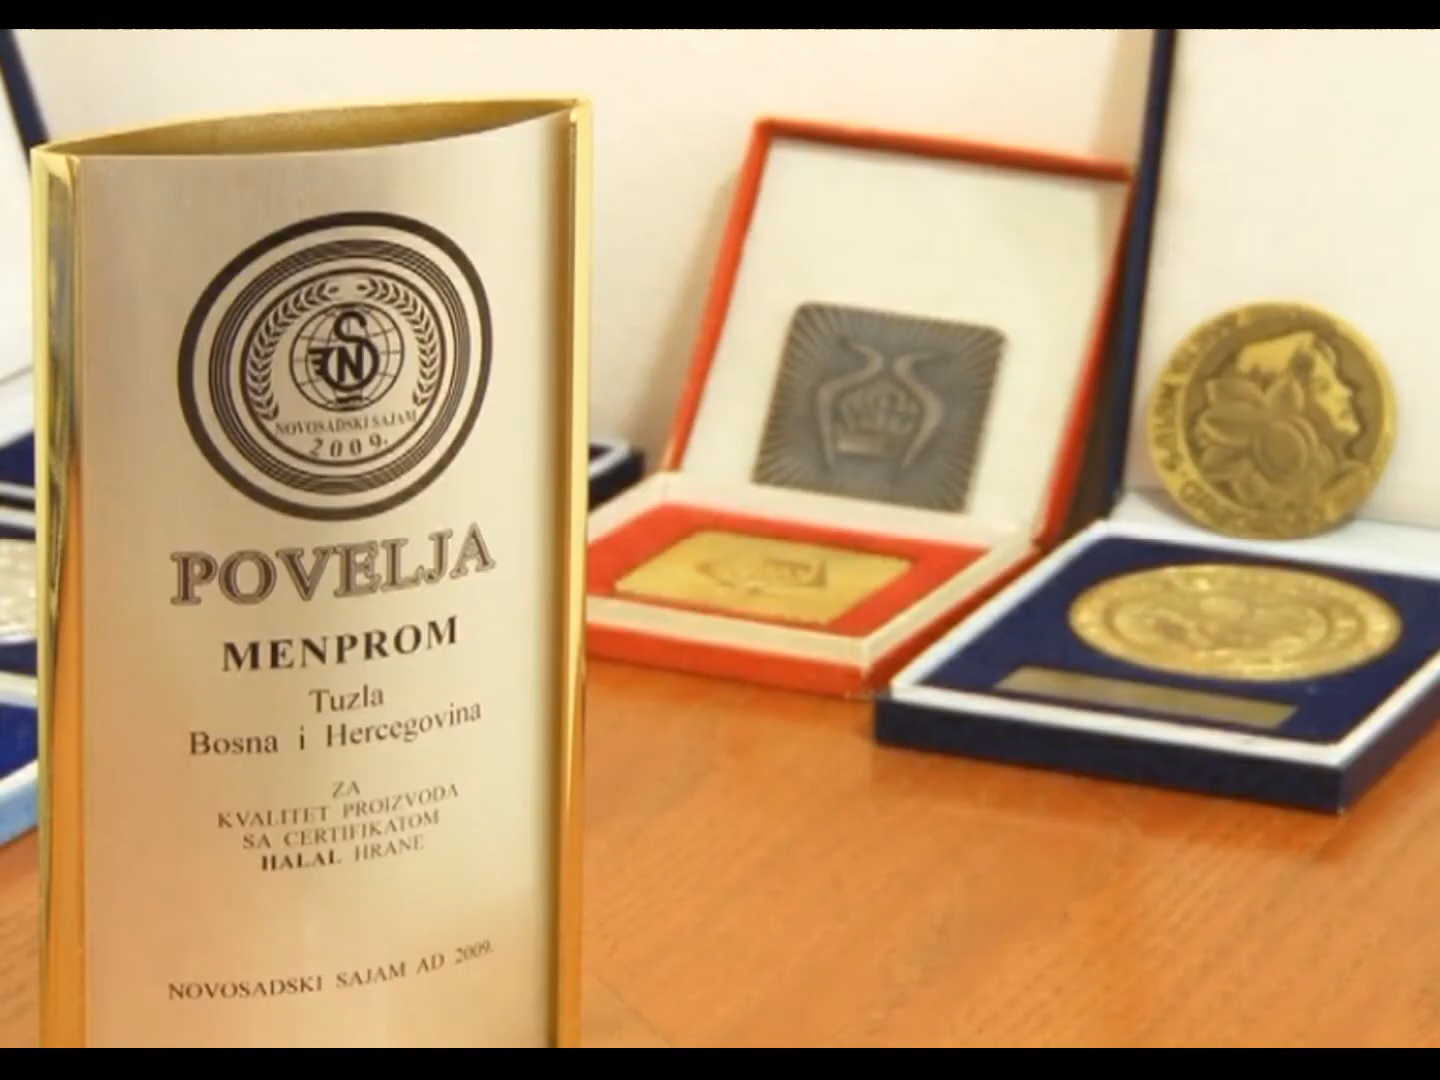 NOVOSADSKI SAJAM
2009.
POVELJA
MENPROM
Tuzla
Bosna i Hercegovina
ZA
KVALITET PROIZVODA
SA CERTIFIKATOM
HALAL HRANE
NOVOSADSKI SAJAM AD 2009.